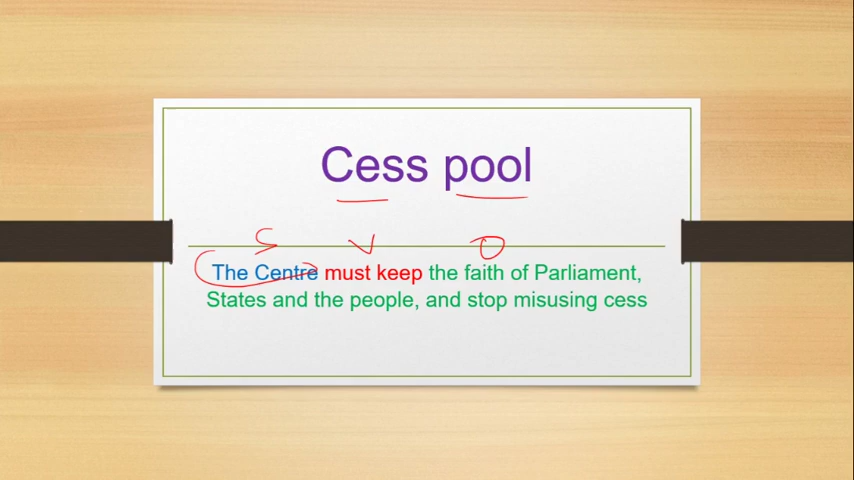 Cess pool
S V O
The Centre must keep the faith of Parliament,
States and the people, and stop misusing cess